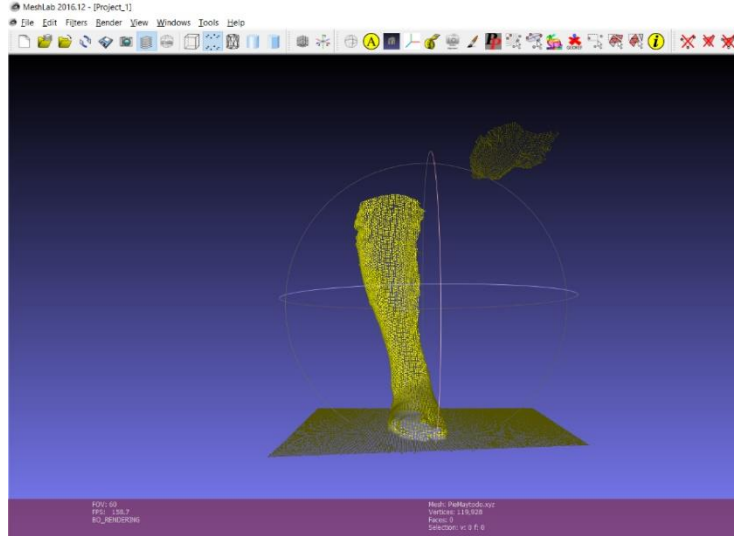 MeshLab 2016.12 - [Project_1]
File Edit Filters Render View Windows Tools Help
FOV: 60
FPS: 158.7
BO_RENDERING
Mesh: PieMaytodo.xyz
Vertices: 119,928
Faces: 0
Selection: v: 0 f: 0